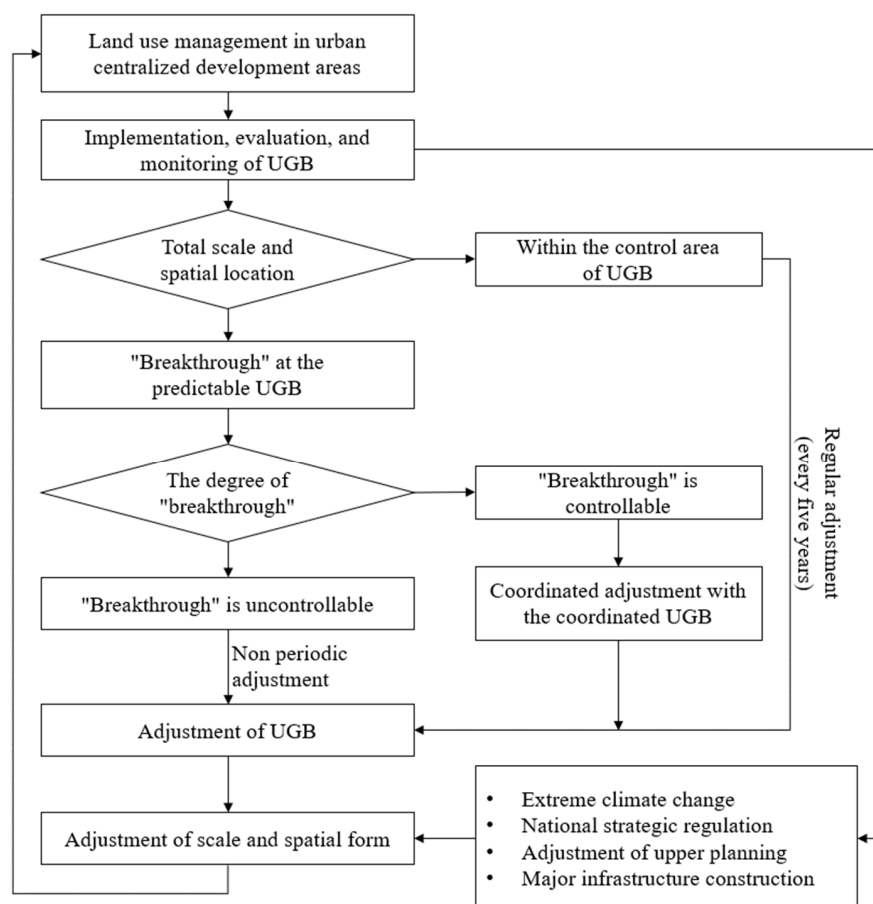 Land use management in urban
centralized development areas
Implementation, evaluation, and
monitoring of UGB
Total scale and
spatial location
Within the control area
of UGB
"Breakthrough" at the
predictable UGB
The degree of
"breakthrough"
"Breakthrough" is
controllable
Regular adjustment
(every five years)
"Breakthrough" is uncontrollable
Coordinated adjustment with
the coordinated UGB
Non periodic
adjustment
Adjustment of UGB
Adjustment of scale and spatial form
• Extreme climate change
• National strategic regulation
• Adjustment of upper planning
• Major infrastructure construction